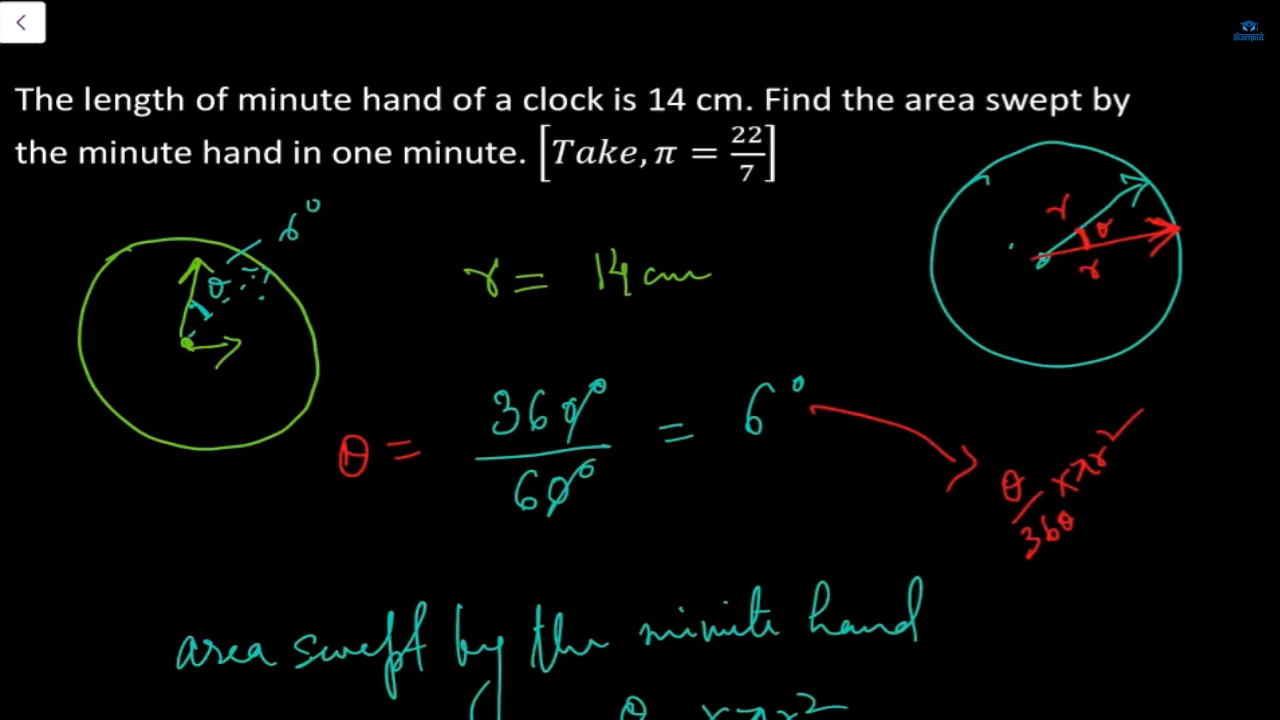 The length of minute hand of a clock is 14 cm. Find the area swept by
the minute hand in one minute. [Take, π = 22/7]
6°
θ
r = 14 cm
r
θ
r
θ = 360°/60° = 6°
θ/360 × πr²
area swept by the minute hand
θ × πr²